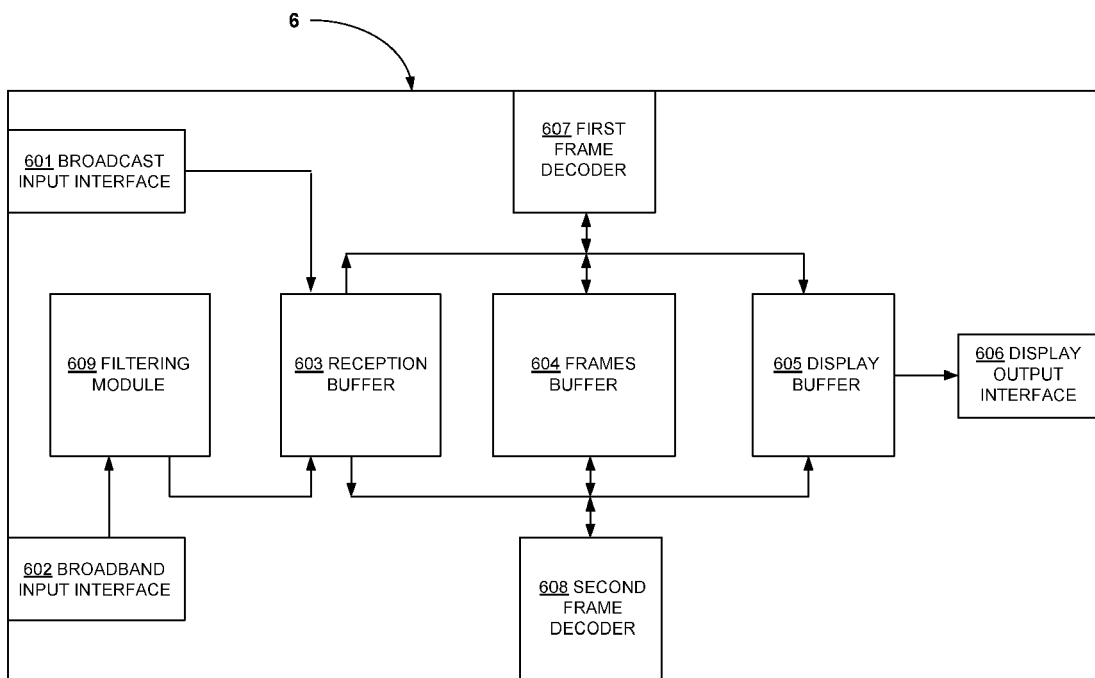 6
601 BROADCAST
INPUT INTERFACE
607 FIRST
FRAME
DECODER
609 FILTERING
MODULE
603 RECEPTION
BUFFER
604 FRAMES
BUFFER
605 DISPLAY
BUFFER
606 DISPLAY
OUTPUT
INTERFACE
602 BROADBAND
INPUT INTERFACE
608 SECOND
FRAME
DECODER